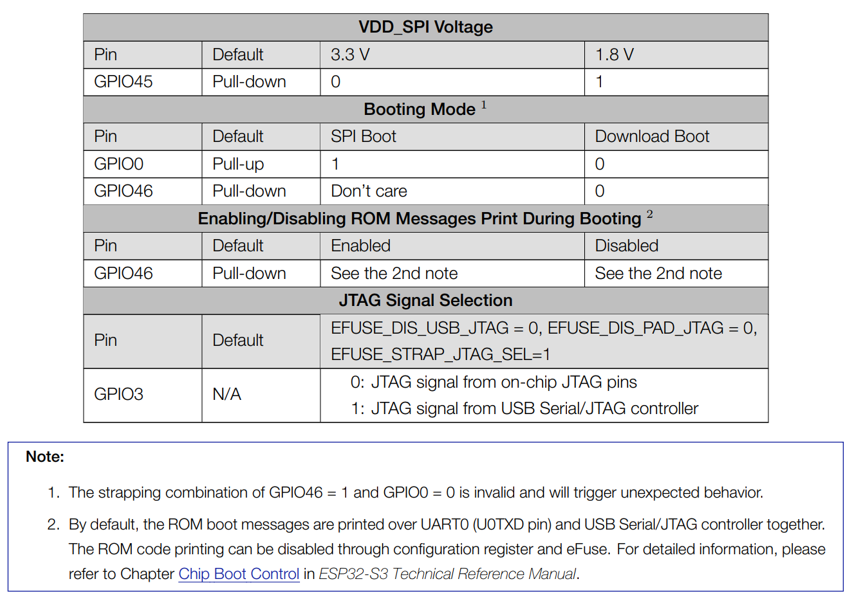 VDD_SPI Voltage
Pin Default 3.3 V 1.8 V
GPIO45 Pull-down 0 1
Booting Mode 1
Pin Default SPI Boot Download Boot
GPIO0 Pull-up 1 0
GPIO46 Pull-down Don't care 0
Enabling/Disabling ROM Messages Print During Booting 2
Pin Default Enabled Disabled
GPIO46 Pull-down See the 2nd note See the 2nd note
JTAG Signal Selection
Pin Default EFUSE_DIS_USB_JTAG = 0, EFUSE_DIS_PAD_JTAG = 0,
EFUSE_STRAP_JTAG_SEL=1
GPIO3 N/A 0: JTAG signal from on-chip JTAG pins
1: JTAG signal from USB Serial/JTAG controller
Note:
1. The strapping combination of GPIO46 = 1 and GPIO0 = 0 is invalid and will trigger unexpected behavior.
2. By default, the ROM boot messages are printed over UART0 (U0TXD pin) and USB Serial/JTAG controller together.
The ROM code printing can be disabled through configuration register and eFuse. For detailed information, please
refer to Chapter Chip Boot Control in ESP32-S3 Technical Reference Manual.